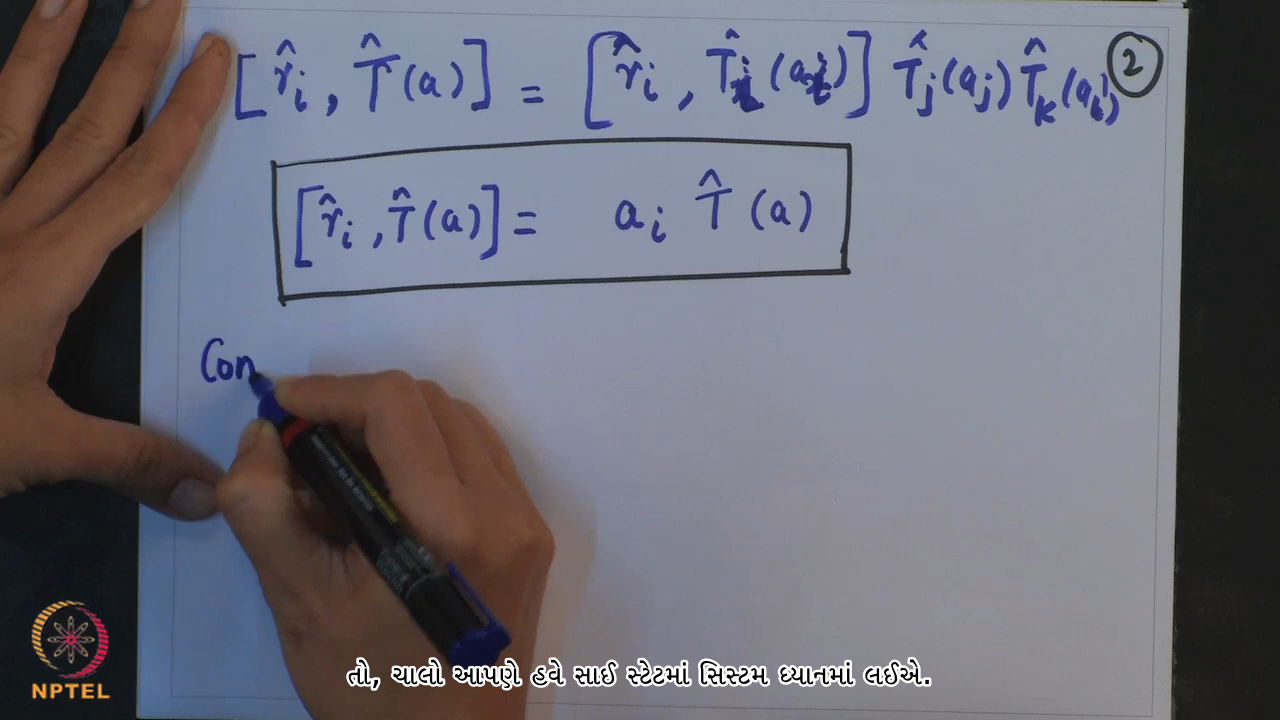 [r̂ᵢ, T̂(a)] = [r̂ᵢ, T̂ᵢ(aᵢ)] T̂ⱼ(aⱼ) T̂ₖ(aₖ) ②
[r̂ᵢ, T̂(a)] = aᵢ T̂(a)
Con
તો, ચાલો આપણે હવે સાઈ સ્ટેટમાં સિસ્ટમ ધ્યાનમાં લઈએ.
NPTEL